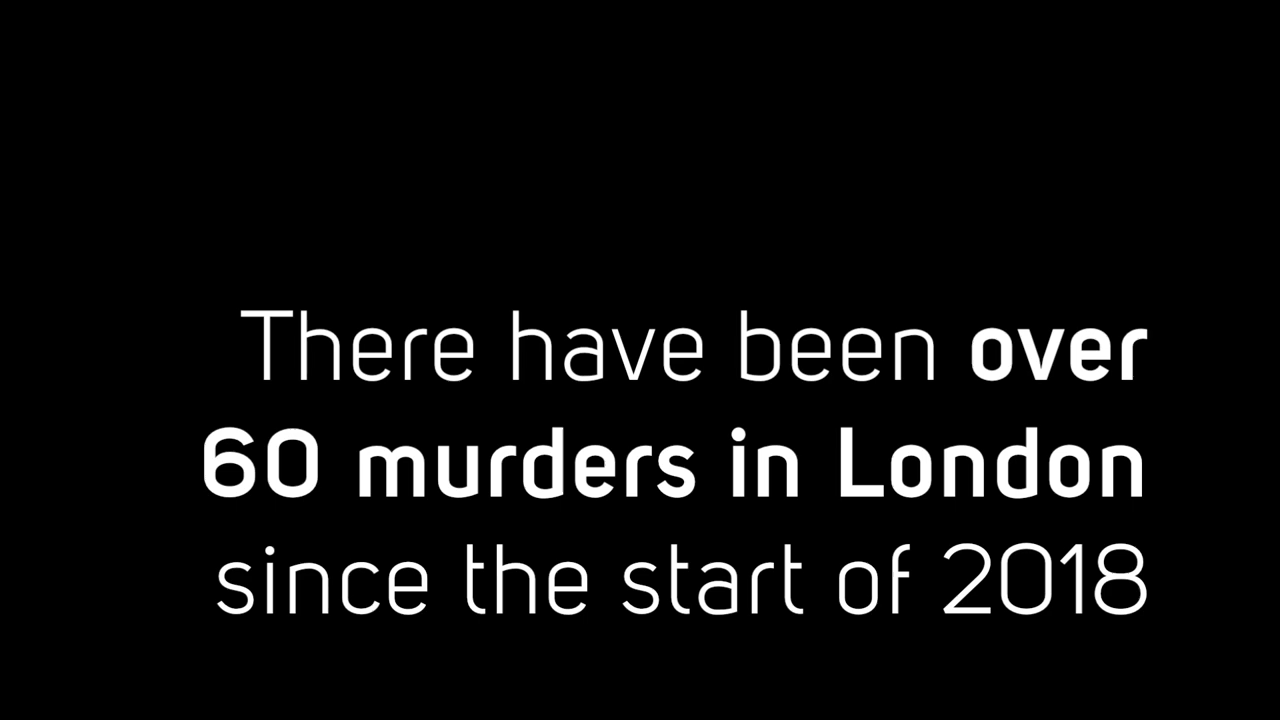 There have been over
60 murders in London
since the start of 2018